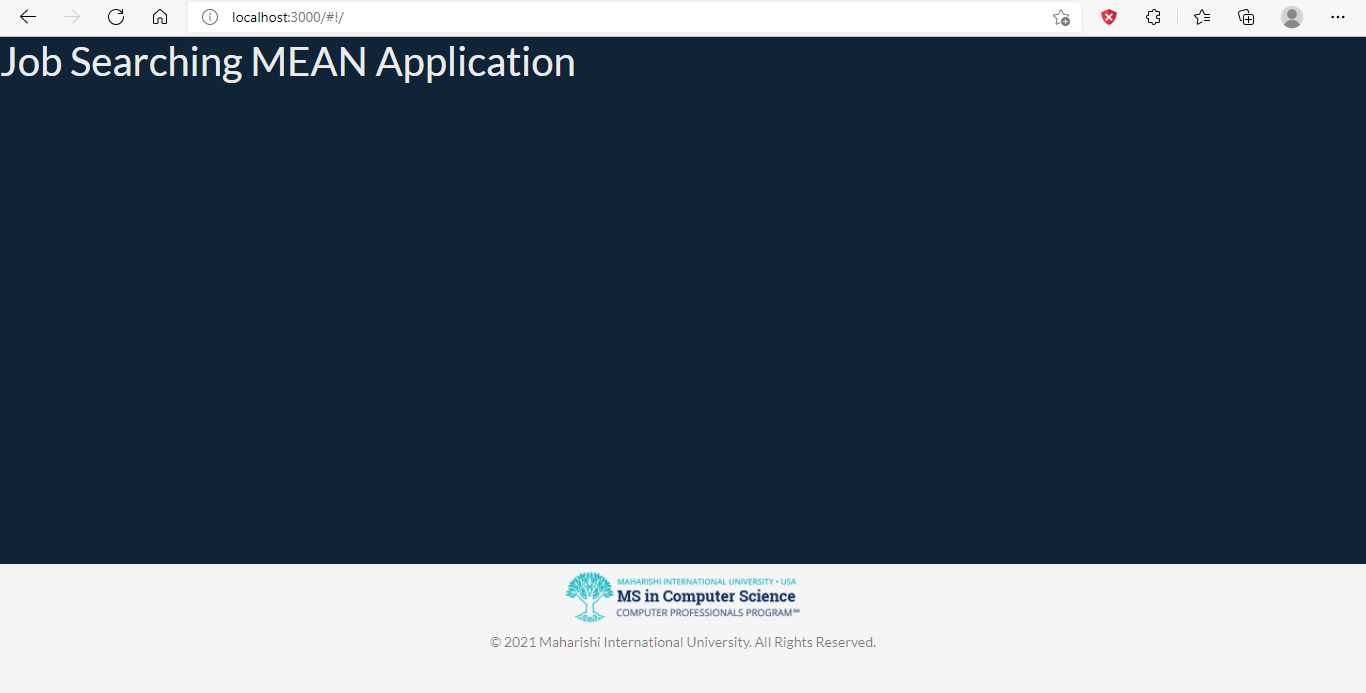 localhost:3000/#!/
Job Searching MEAN Application
MAHARISHI INTERNATIONAL UNIVERSITY • USA
MS in Computer Science
COMPUTER PROFESSIONALS PROGRAM℠
© 2021 Maharishi International University. All Rights Reserved.